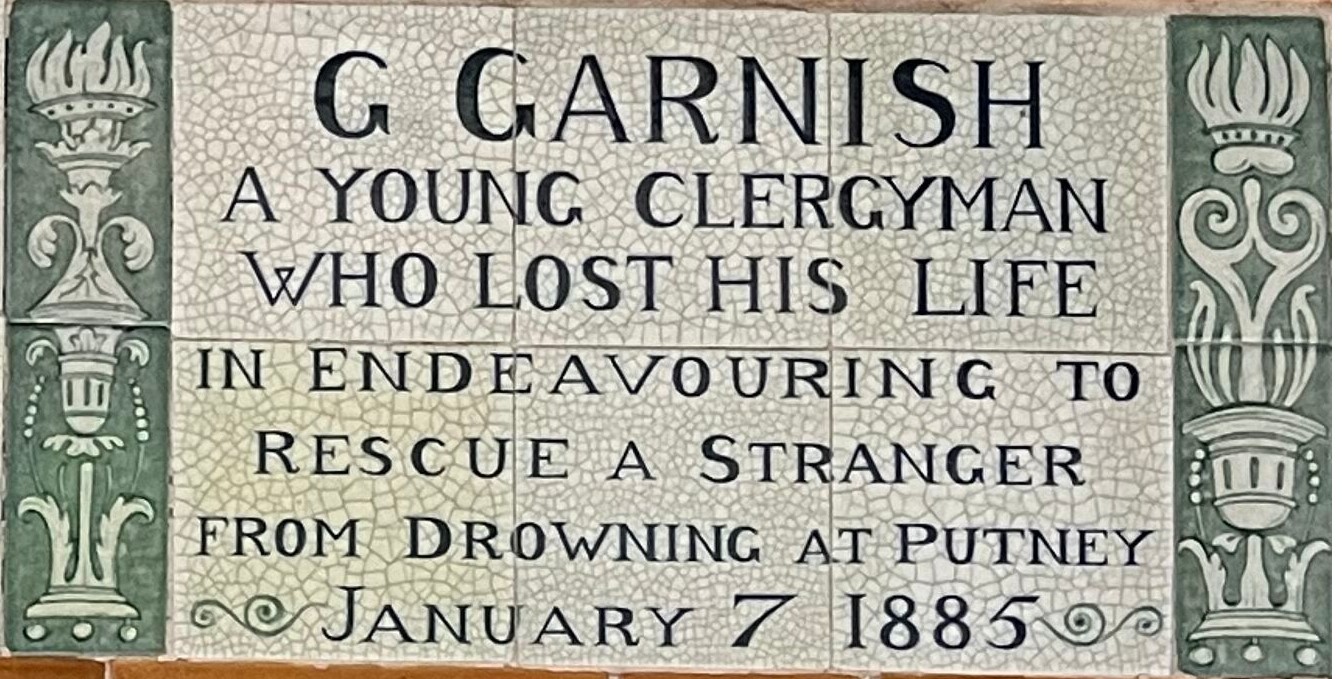 G GARNISH
A YOUNG CLERGYMAN
WHO LOST HIS LIFE
IN ENDEAVOURING TO
RESCUE A STRANGER
FROM DROWNING AT PUTNEY
JANUARY 7 1885